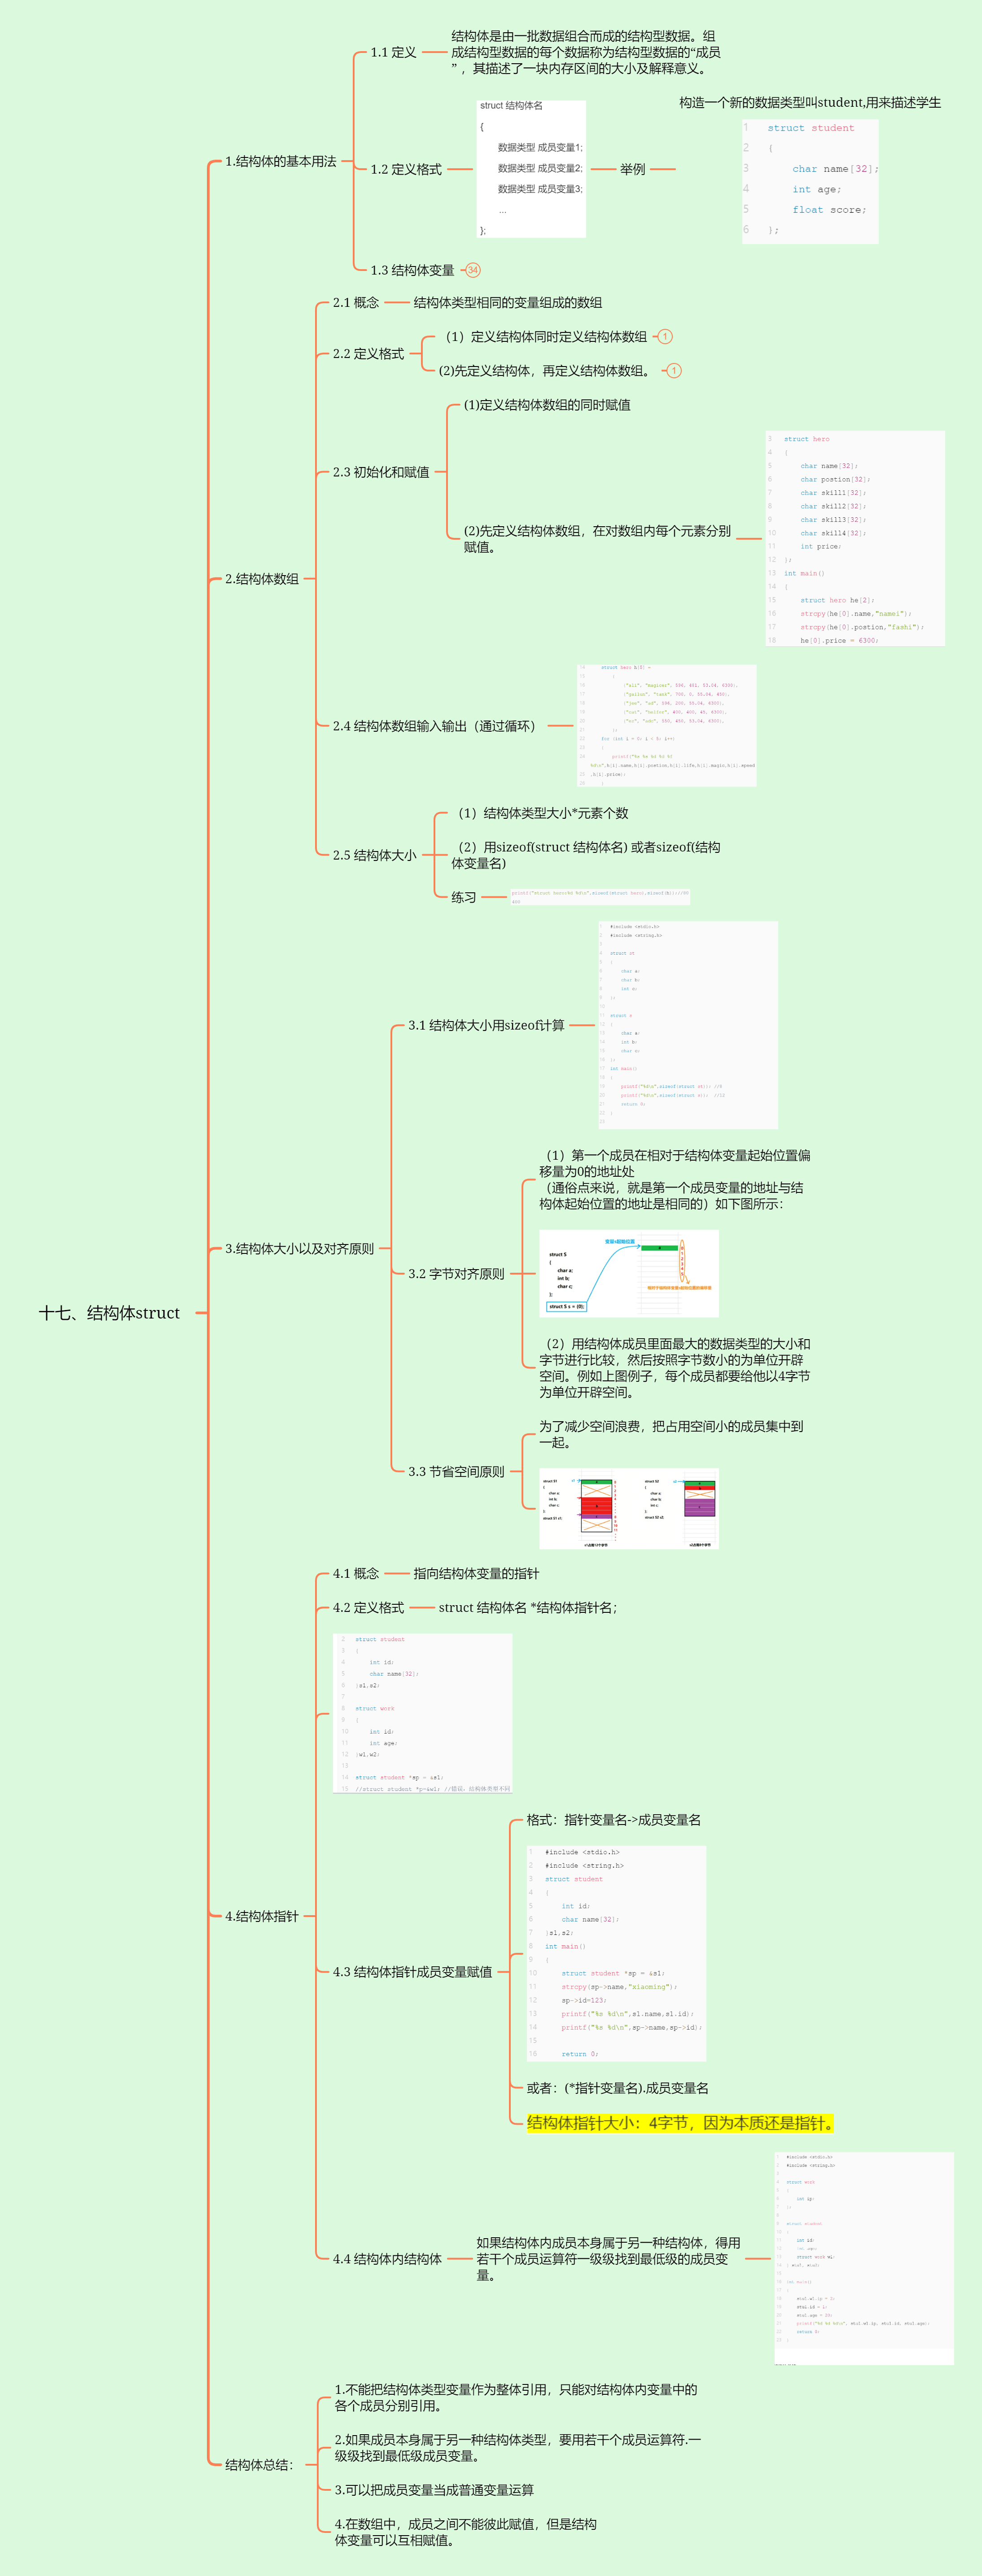 十七、结构体struct
1.结构体的基本用法
1.1 定义
结构体是由一批数据组合而成的结构型数据。组
成结构型数据的每个数据称为结构型数据的“成员
”，其描述了一块内存区间的大小及解释意义。
1.2 定义格式
struct 结构体名
{
数据类型 成员变量1;
数据类型 成员变量2;
数据类型 成员变量3;
...
};
举例
构造一个新的数据类型叫student,用来描述学生
1 struct student
2 {
3 char name[32];
4 int age;
5 float score;
6 };
1.3 结构体变量
34
2.结构体数组
2.1 概念
结构体类型相同的变量组成的数组
2.2 定义格式
（1）定义结构体同时定义结构体数组
1
(2)先定义结构体，再定义结构体数组。
1
2.3 初始化和赋值
(1)定义结构体数组的同时赋值
(2)先定义结构体数组，在对数组内每个元素分别
赋值。
3 struct hero
4 {
5 char name[32];
6 char postion[32];
7 char skill1[32];
8 char skill2[32];
9 char skill3[32];
10 char skill4[32];
11 int price;
12 };
13 int main()
14 {
15 struct hero he[2];
16 strcpy(he[0].name,"namei");
17 strcpy(he[0].postion,"fashi");
18 he[0].price = 6300;
2.4 结构体数组输入输出（通过循环）
2.5 结构体大小
（1）结构体类型大小*元素个数
（2）用sizeof(struct 结构体名) 或者sizeof(结构
体变量名)
练习
3.结构体大小以及对齐原则
3.1 结构体大小用sizeof计算
1 #include <stdio.h>
2 #include <string.h>
3
4 struct st
5 {
6 char a;
7 char b;
8 int c;
9 };
10
11 struct s
12 {
13 char a;
14 int b;
15 char c;
16 };
17 int main()
18 {
19 printf("%d\n",sizeof(struct st)); //8
20 printf("%d\n",sizeof(struct s)); //12
21 return 0;
22 }
3.2 字节对齐原则
（1）第一个成员在相对于结构体变量起始位置偏
移量为0的地址处
（通俗点来说，就是第一个成员变量的地址与结
构体起始位置的地址是相同的）如下图所示：
struct S
{
char a;
int b;
char c;
};
struct S s = {0};
（2）用结构体成员里面最大的数据类型的大小和
字节进行比较，然后按照字节数小的为单位开辟
空间。例如上图例子，每个成员都要给他以4字节
为单位开辟空间。
3.3 节省空间原则
为了减少空间浪费，把占用空间小的成员集中到
一起。
4.结构体指针
4.1 概念
指向结构体变量的指针
4.2 定义格式
struct 结构体名 *结构体指针名；
2 struct student
3 {
4 int id;
5 char name[32];
6 }s1,s2;
7
8 struct work
9 {
10 int id;
11 int age;
12 }w1,w2;
13
14 struct student *sp = &s1;
15 //struct student *p=&w1; //错误，结构体类型不同
4.3 结构体指针成员变量赋值
格式：指针变量名->成员变量名
1 #include <stdio.h>
2 #include <string.h>
3 struct student
4 {
5 int id;
6 char name[32];
7 }s1,s2;
8 int main()
9 {
10 struct student *sp = &s1;
11 strcpy(sp->name,"xiaoming");
12 sp->id=123;
13 printf("%s %d\n",s1.name,s1.id);
14 printf("%s %d\n",sp->name,sp->id);
15
16 return 0;
或者：(*指针变量名).成员变量名
结构体指针大小：4字节，因为本质还是指针。
4.4 结构体内结构体
如果结构体内成员本身属于另一种结构体，得用
若干个成员运算符一级级找到最低级的成员变
量。
结构体总结：
1.不能把结构体类型变量作为整体引用，只能对结构体内变量中的
各个成员分别引用。
2.如果成员本身属于另一种结构体类型，要用若干个成员运算符.一
级级找到最低级成员变量。
3.可以把成员变量当成普通变量运算
4.在数组中，成员之间不能彼此赋值，但是结构
体变量可以互相赋值。